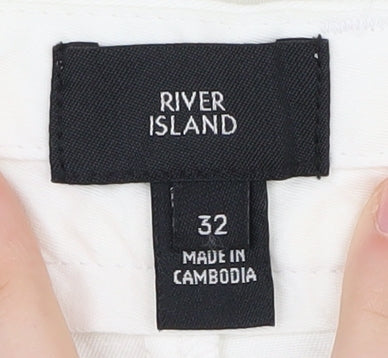 RIVER
ISLAND
32
MADE IN
CAMBODIA